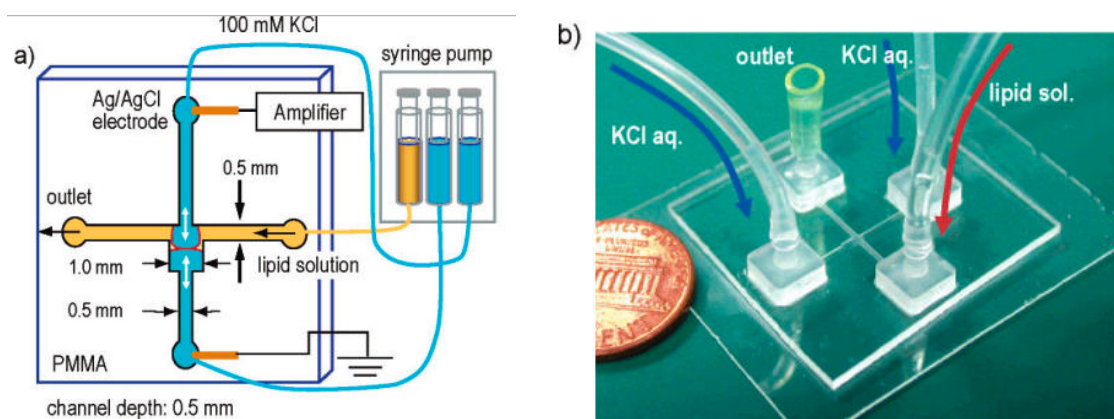 a)
100 mM KCl
syringe pump
Ag/AgCl
electrode
Amplifier
0.5 mm
outlet
lipid solution
1.0 mm
0.5 mm
PMMA
channel depth: 0.5 mm
b)
outlet
KCl aq.
lipid sol.
KCl aq.